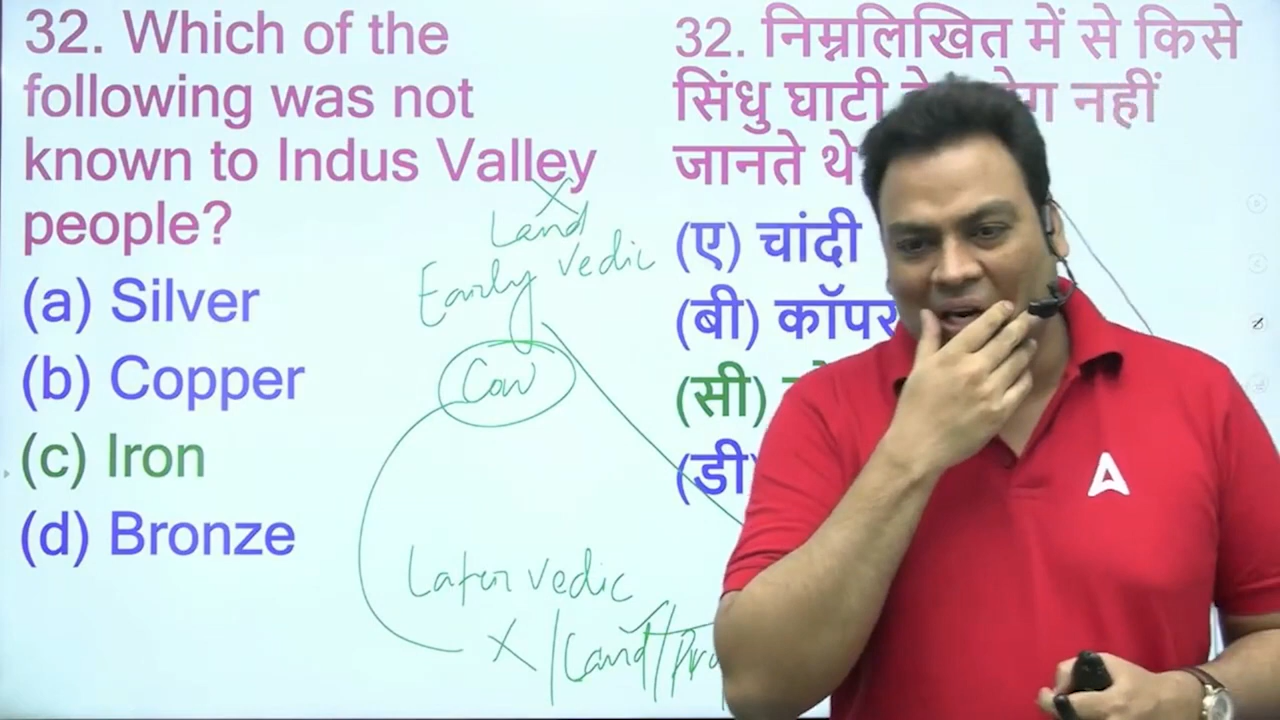 32. Which of the
following was not
known to Indus Valley
people?
(a) Silver
(b) Copper
(c) Iron
(d) Bronze
32. निम्नलिखित में से किसे
सिंधु घाटी नहीं
जानते थे
(ए) चांदी
(बी) कॉपर
(सी)
(डी)
X
Land
Early vedic
Cow
Later vedic
X / Land /